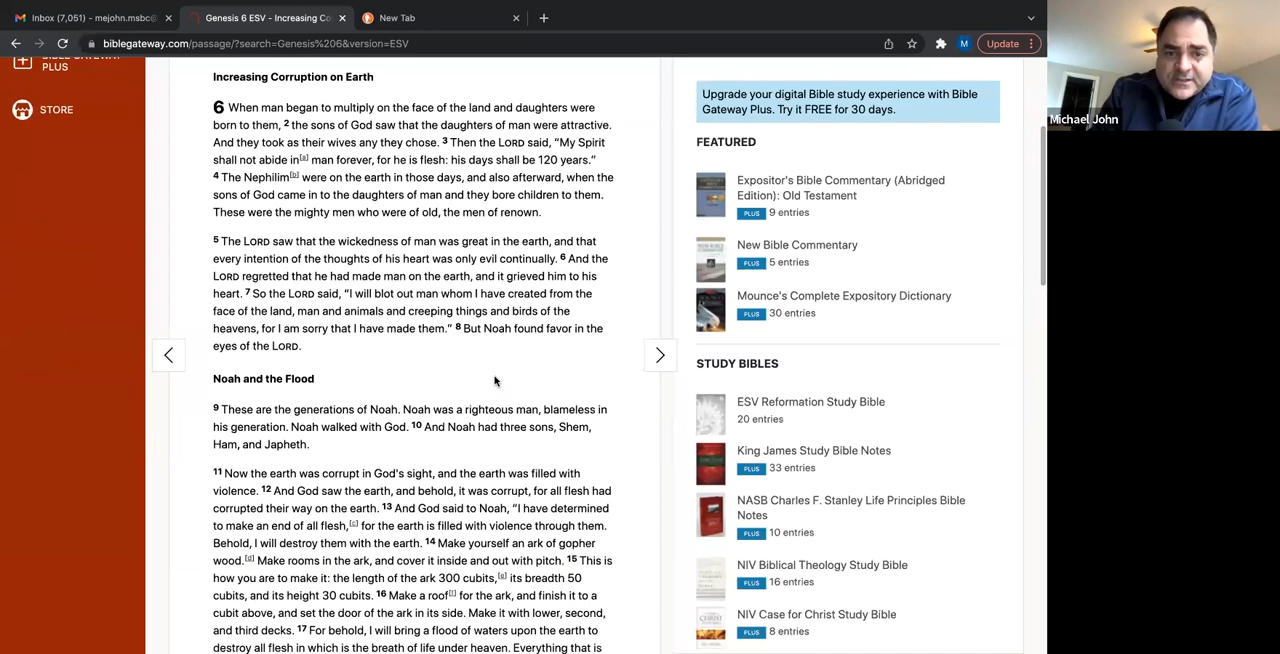 Inbox (7,051) - mejohn.msbc@
Genesis 6 ESV - Increasing Co
New Tab
biblegateway.com/passage/?search=Genesis%206&version=ESV
M
Update
Michael John
PLUS
STORE
Increasing Corruption on Earth
6 When man began to multiply on the face of the land and daughters were
born to them, 2 the sons of God saw that the daughters of man were attractive.
And they took as their wives any they chose. 3 Then the LORD said, “My Spirit
shall not abide in[a] man forever, for he is flesh: his days shall be 120 years.”
4 The Nephilim[b] were on the earth in those days, and also afterward, when the
sons of God came in to the daughters of man and they bore children to them.
These were the mighty men who were of old, the men of renown.
5 The LORD saw that the wickedness of man was great in the earth, and that
every intention of the thoughts of his heart was only evil continually. 6 And the
LORD regretted that he had made man on the earth, and it grieved him to his
heart. 7 So the LORD said, “I will blot out man whom I have created from the
face of the land, man and animals and creeping things and birds of the
heavens, for I am sorry that I have made them.” 8 But Noah found favor in the
eyes of the LORD.
Noah and the Flood
9 These are the generations of Noah. Noah was a righteous man, blameless in
his generation. Noah walked with God. 10 And Noah had three sons, Shem,
Ham, and Japheth.
11 Now the earth was corrupt in God's sight, and the earth was filled with
violence. 12 And God saw the earth, and behold, it was corrupt, for all flesh had
corrupted their way on the earth. 13 And God said to Noah, “I have determined
to make an end of all flesh,[c] for the earth is filled with violence through them.
Behold, I will destroy them with the earth. 14 Make yourself an ark of gopher
wood.[d] Make rooms in the ark, and cover it inside and out with pitch. 15 This is
how you are to make it: the length of the ark 300 cubits,[e] its breadth 50
cubits, and its height 30 cubits. 16 Make a roof[f] for the ark, and finish it to a
cubit above, and set the door of the ark in its side. Make it with lower, second,
and third decks. 17 For behold, I will bring a flood of waters upon the earth to
destroy all flesh in which is the breath of life under heaven. Everything that is
Upgrade your digital Bible study experience with Bible
Gateway Plus. Try it FREE for 30 days.
FEATURED
Expositor's Bible Commentary (Abridged
Edition): Old Testament
PLUS 9 entries
New Bible Commentary
PLUS 5 entries
Mounce's Complete Expository Dictionary
PLUS 30 entries
STUDY BIBLES
ESV Reformation Study Bible
20 entries
King James Study Bible Notes
PLUS 33 entries
NASB Charles F. Stanley Life Principles Bible
Notes
PLUS 10 entries
NIV Biblical Theology Study Bible
PLUS 16 entries
NIV Case for Christ Study Bible
PLUS 8 entries